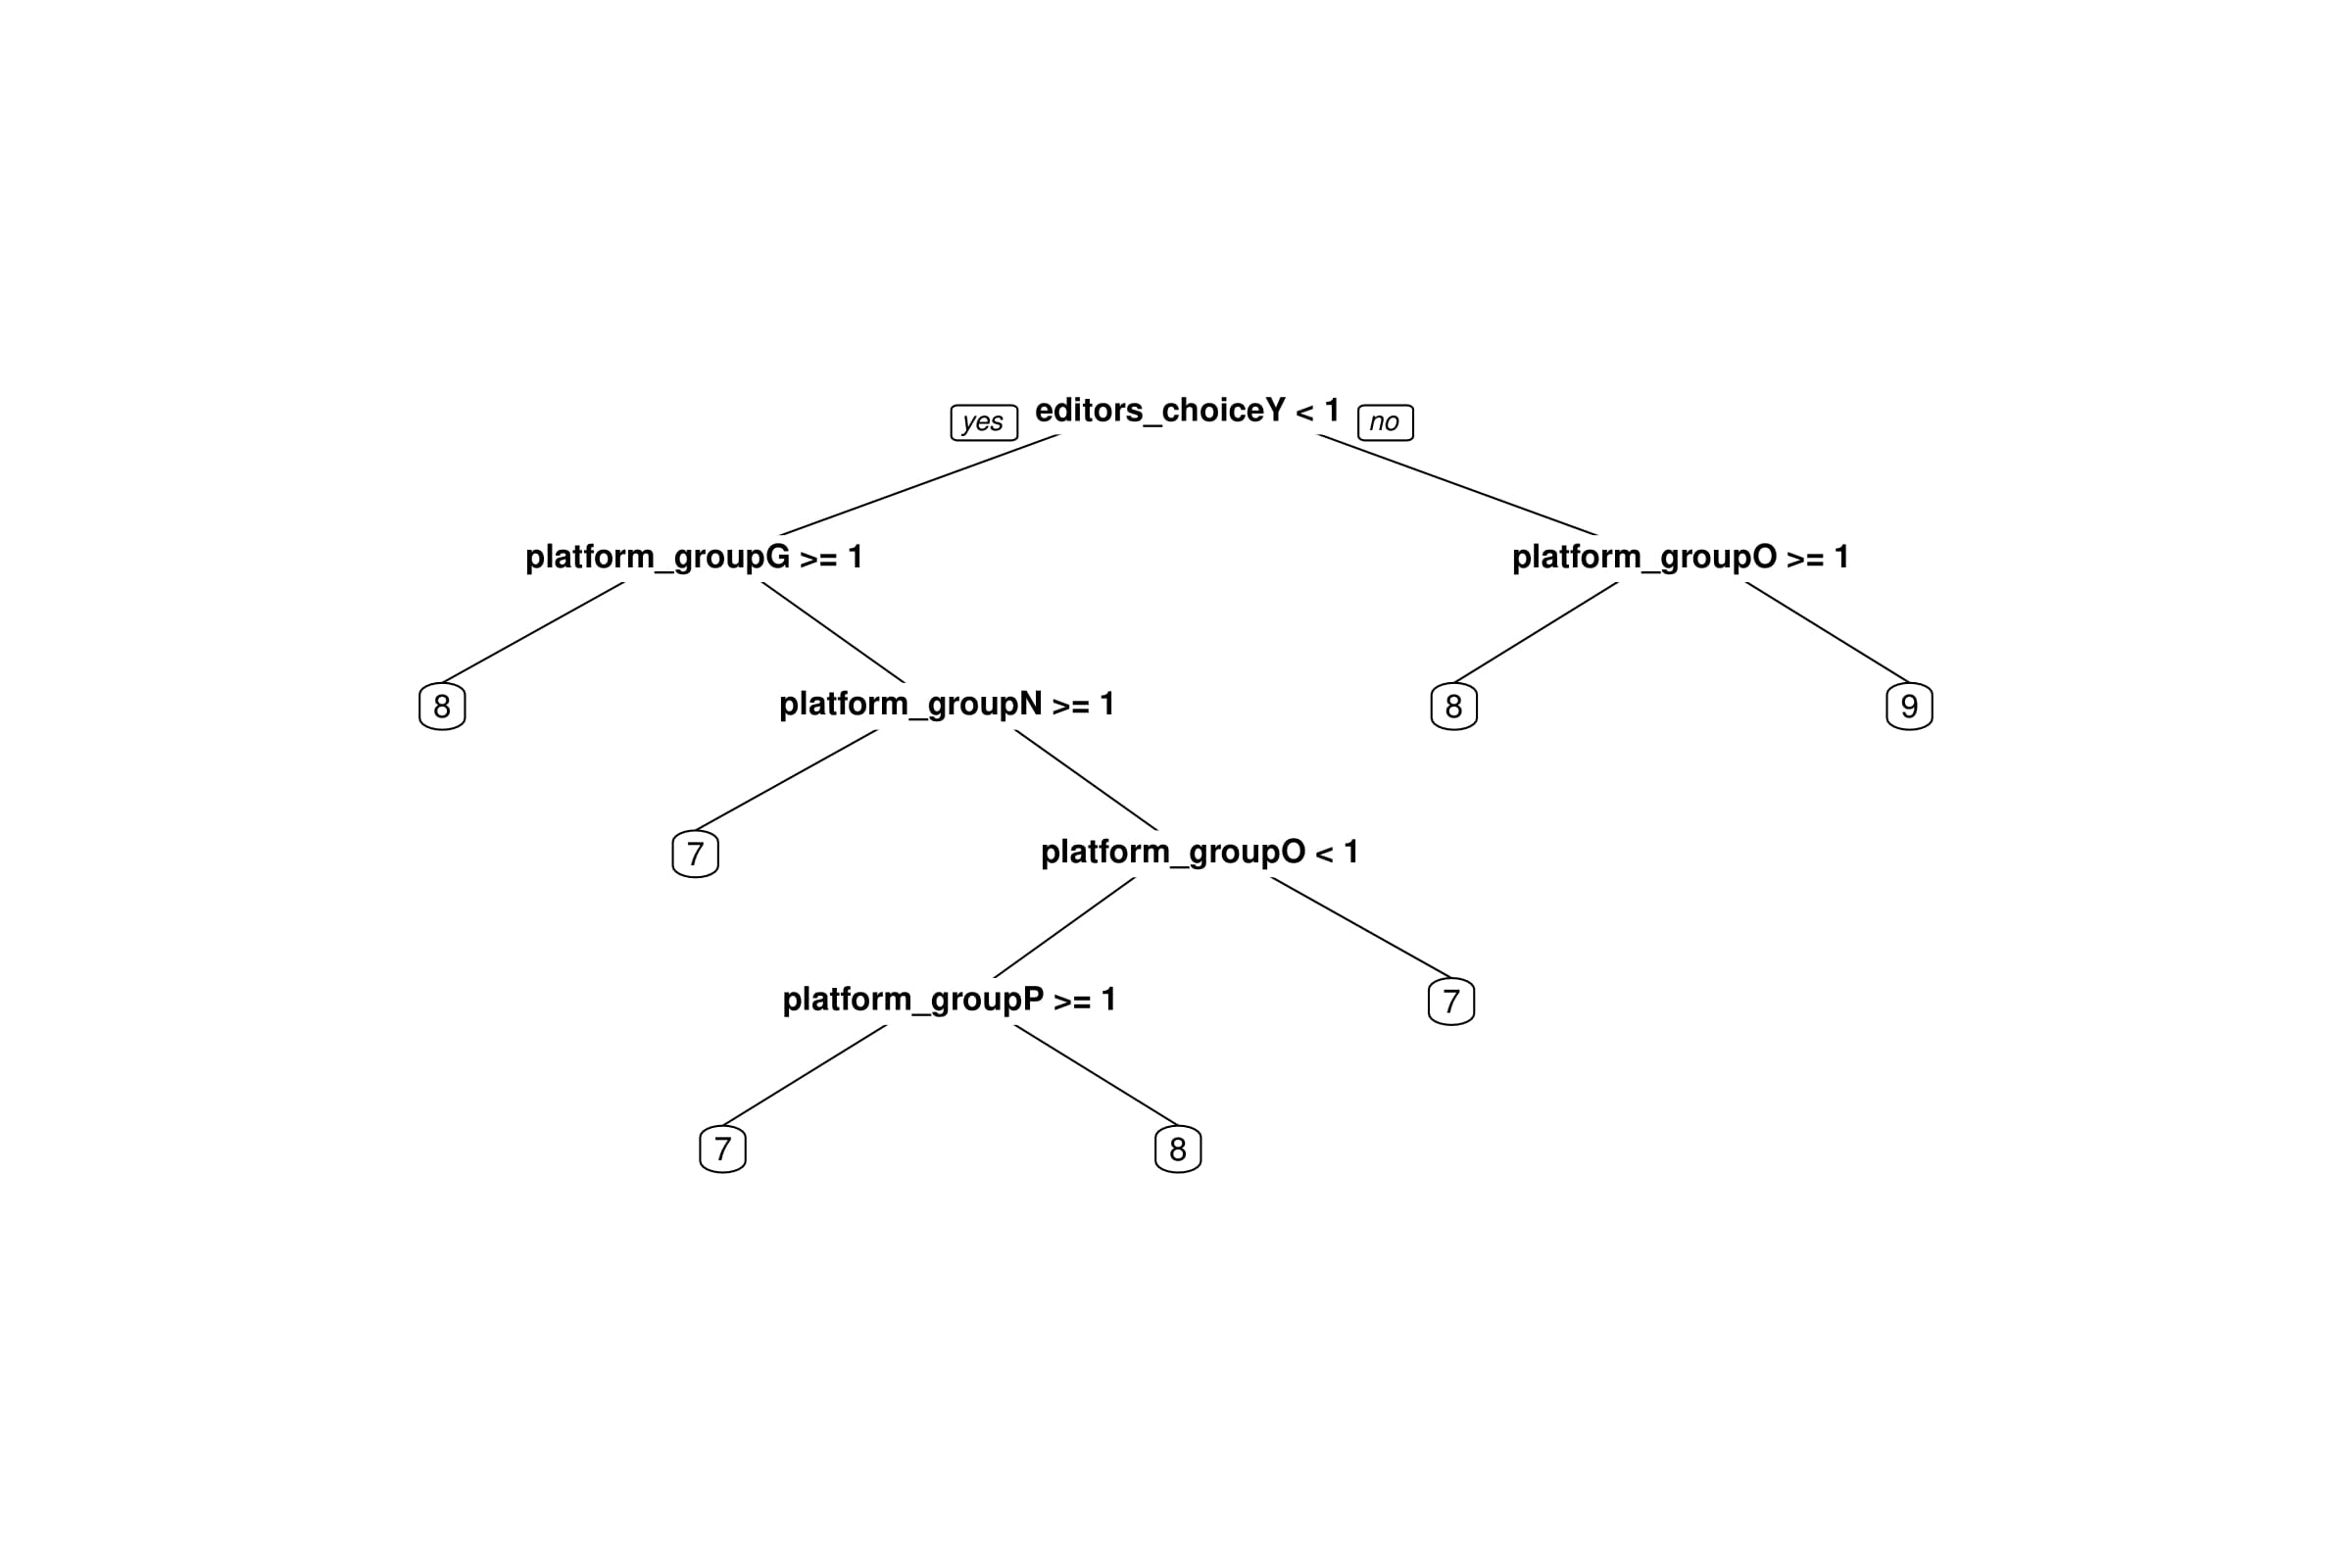 yes editors_choiceY < 1 no
platform_groupG >= 1 platform_groupO >= 1
8 platform_groupN >= 1 8 9
7 platform_groupO < 1
platform_groupP >= 1 7
7 8